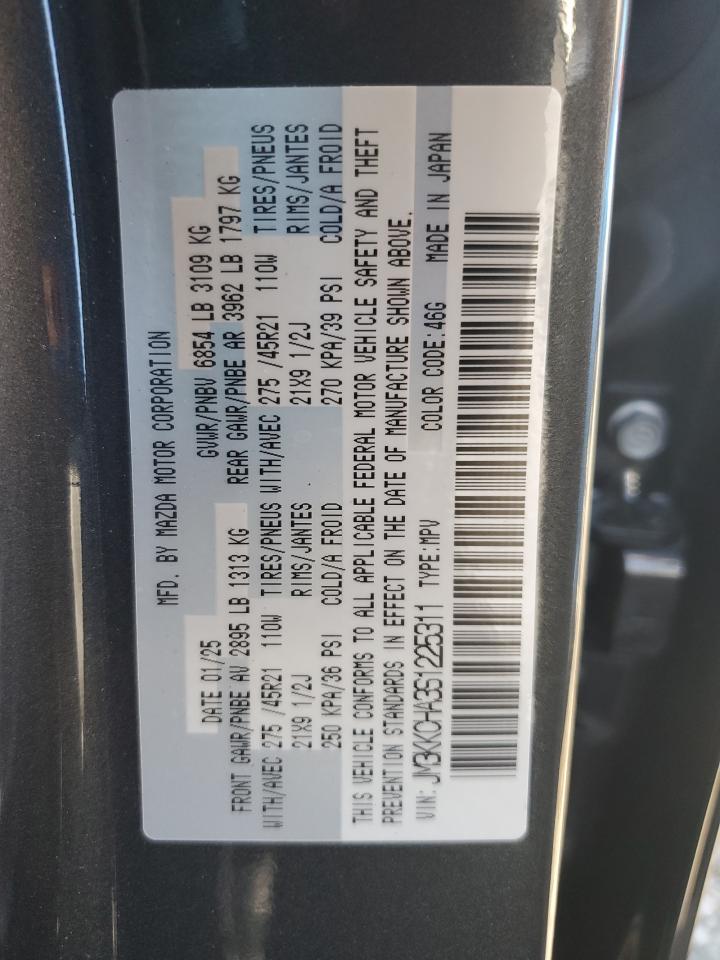 MFD. BY MAZDA MOTOR CORPORATION
DATE 01/25 GVWR/PNBV 6854 LB 3109 KG
FRONT GAWR/PNBE AV 2895 LB 1313 KG REAR GAWR/PNBE AR 3962 LB 1797 KG
WITH/AVEC 275 /45R21 110W TIRES/PNEUS WITH/AVEC 275 /45R21 110W TIRES/PNEUS
21X9 1/2J RIMS/JANTES 21X9 1/2J RIMS/JANTES
250 KPA/36 PSI COLD/A FROID 270 KPA/39 PSI COLD/A FROID
THIS VEHICLE CONFORMS TO ALL APPLICABLE FEDERAL MOTOR VEHICLE SAFETY AND THEFT
PREVENTION STANDARDS IN EFFECT ON THE DATE OF MANUFACTURE SHOWN ABOVE.
VIN: JM3KKCHA3S1225311 TYPE:MPV COLOR CODE:46G MADE IN JAPAN